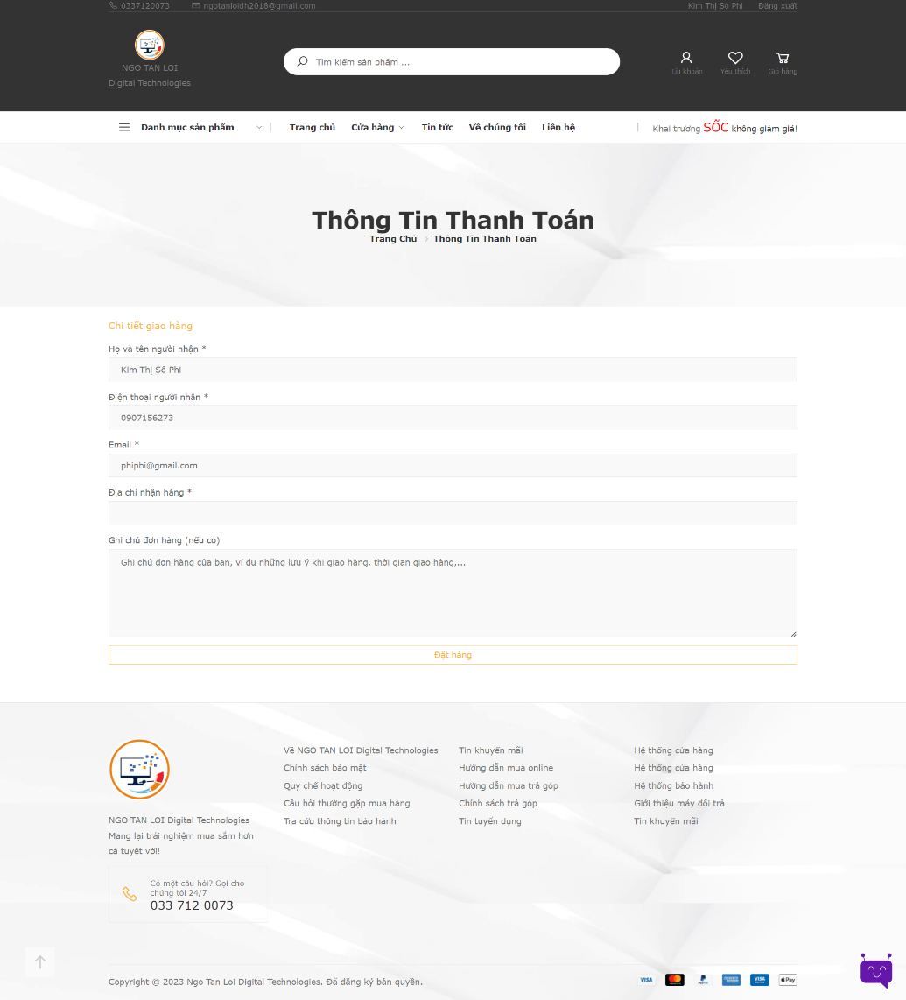 0337120073 ngotanloidh2018@gmail.com Kim Thị Sô Phi Đăng xuất
NGO TAN LOI
Digital Technologies
Tìm kiếm sản phẩm ...
Tài khoản Yêu thích Giỏ hàng
Danh mục sản phẩm Trang chủ Cửa hàng Tin tức Về chúng tôi Liên hệ Khai trương SỐC không giảm giá!
Thông Tin Thanh Toán
Trang Chủ Thông Tin Thanh Toán
Chi tiết giao hàng
Họ và tên người nhận *
Kim Thị Sô Phi
Điện thoại người nhận *
0907156273
Email *
phiphi@gmail.com
Địa chỉ nhận hàng *
Ghi chú đơn hàng (nếu có)
Ghi chú đơn hàng của bạn, ví dụ những lưu ý khi giao hàng, thời gian giao hàng,...
Đặt hàng
NGO TAN LOI Digital Technologies
Mang lại trải nghiệm mua sắm hơn
cả tuyệt vời!
Có một câu hỏi? Gọi cho
chúng tôi 24/7
033 712 0073
Về NGO TAN LOI Digital Technologies
Chính sách bảo mật
Quy chế hoạt động
Câu hỏi thường gặp mua hàng
Tra cứu thông tin bảo hành
Tin khuyến mãi
Hướng dẫn mua online
Hướng dẫn mua trả góp
Chính sách trả góp
Tin tuyển dụng
Hệ thống cửa hàng
Hệ thống cửa hàng
Hệ thống bảo hành
Giới thiệu máy đổi trả
Tin khuyến mãi
Copyright © 2023 Ngo Tan Loi Digital Technologies. Đã đăng ký bản quyền. VISA PayPal VISA Pay